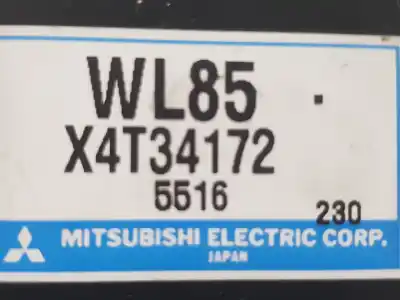 WL85
X4T34172
5516
230
MITSUBISHI ELECTRIC CORP.
JAPAN